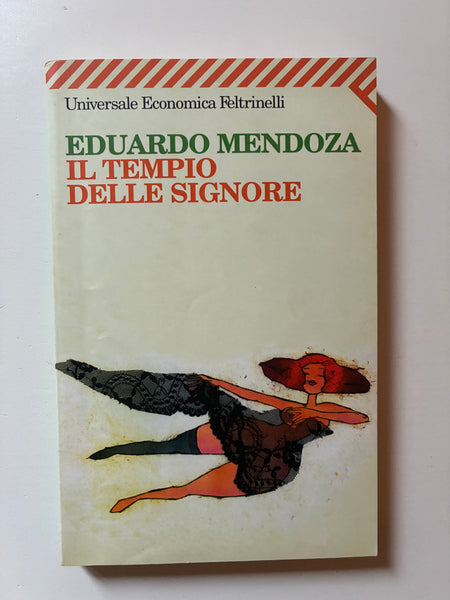 Universale Economica Feltrinelli
EDUARDO MENDOZA
IL TEMPIO
DELLE SIGNORE